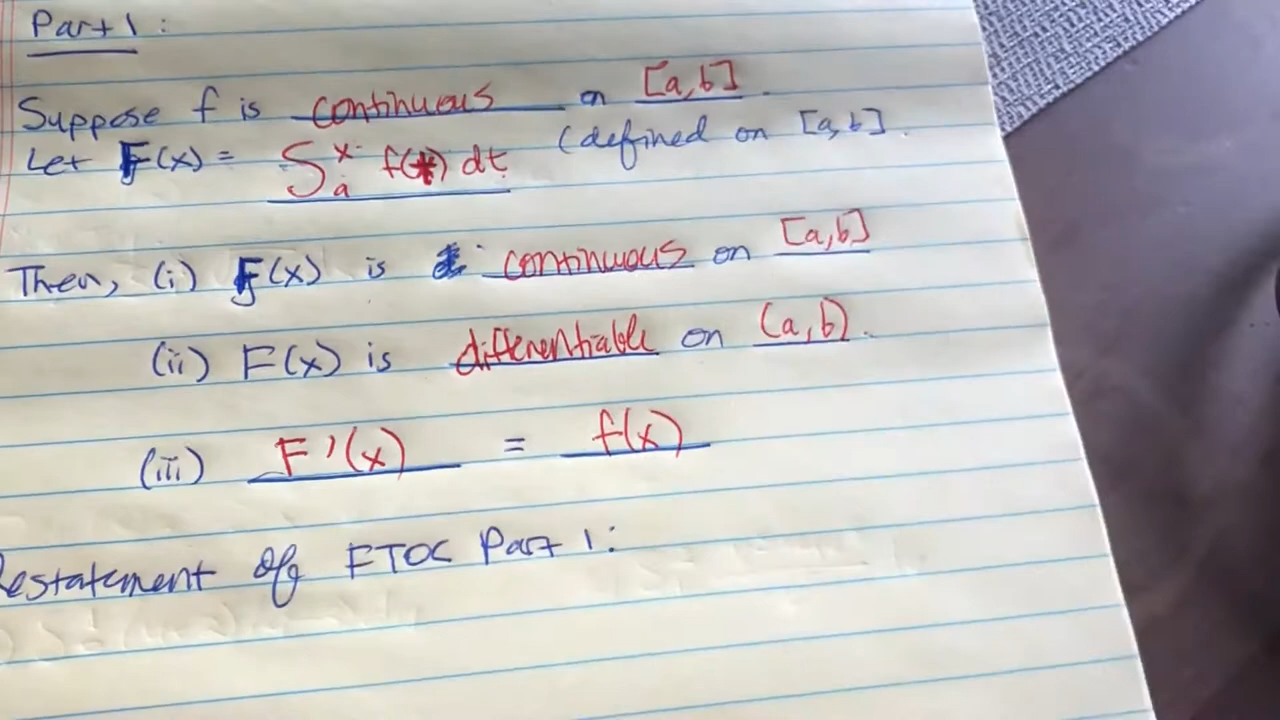 Part 1:
Suppose f is continuous on [a,b].
Let F(x) = ∫ₐˣ f(t) dt (defined on [a,b].
Then, (i) F(x) is continuous on [a,b]
(ii) F(x) is differentiable on (a,b).
(iii) F'(x) = f(x)
Restatement of FTOC Part 1: